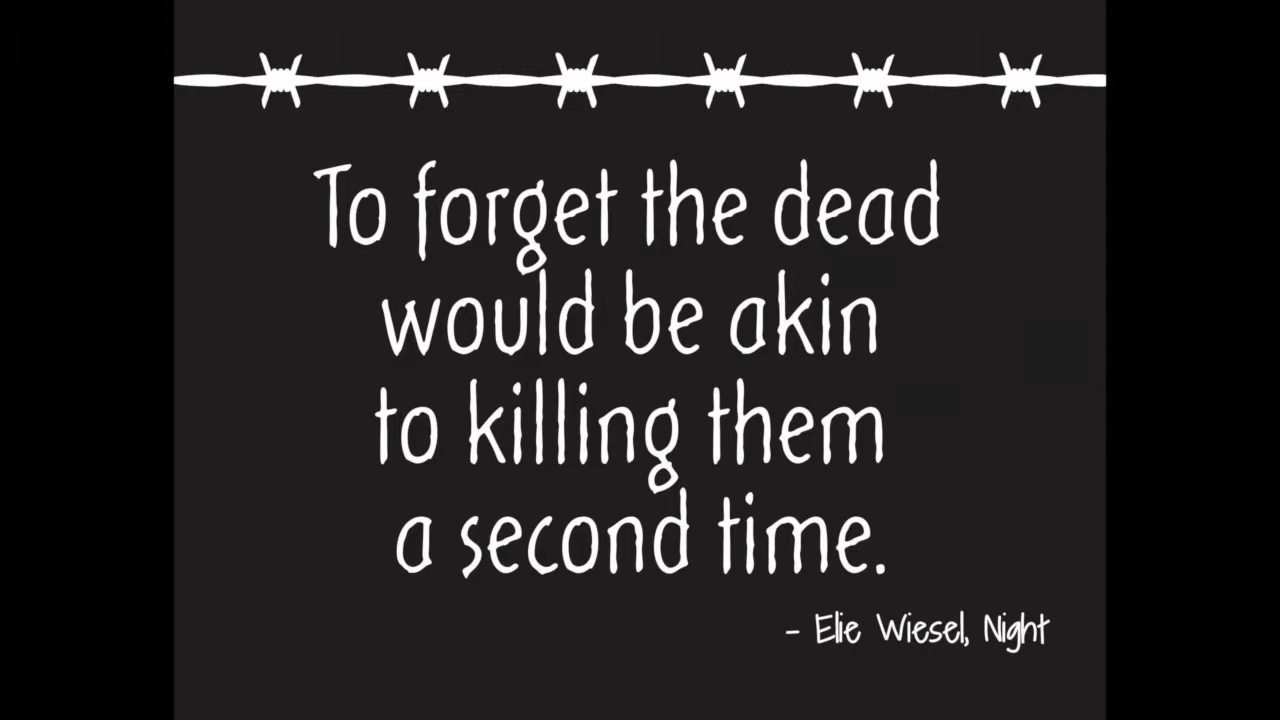 To forget the dead
would be akin
to killing them
a second time.
- Elie Wiesel, Night